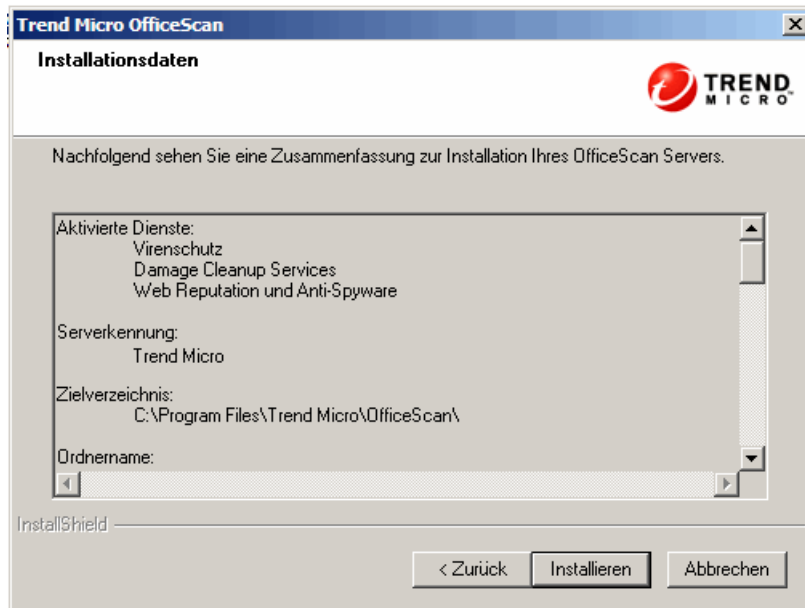 Trend Micro OfficeScan
Installationsdaten
TREND
MICRO
Nachfolgend sehen Sie eine Zusammenfassung zur Installation Ihres OfficeScan Servers.
Aktivierte Dienste:
Virenschutz
Damage Cleanup Services
Web Reputation und Anti-Spyware
Serverkennung:
Trend Micro
Zielverzeichnis:
C:\Program Files\Trend Micro\OfficeScan\
Ordnername:
InstallShield
< Zurück
Installieren
Abbrechen